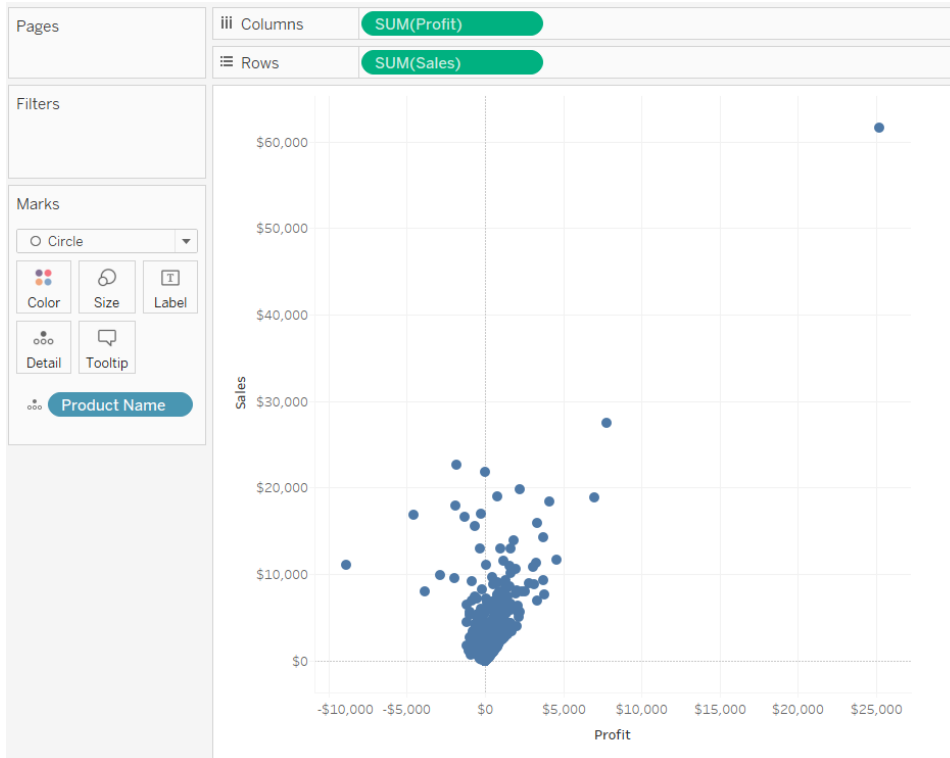 Pages
Columns
SUM(Profit)
Rows
SUM(Sales)
Filters
Marks
Circle
Color
Size
T
Label
Detail
Tooltip
Product Name
Sales
$60,000
$50,000
$40,000
$30,000
$20,000
$10,000
$0
-$10,000 -$5,000 $0 $5,000 $10,000 $15,000 $20,000 $25,000
Profit